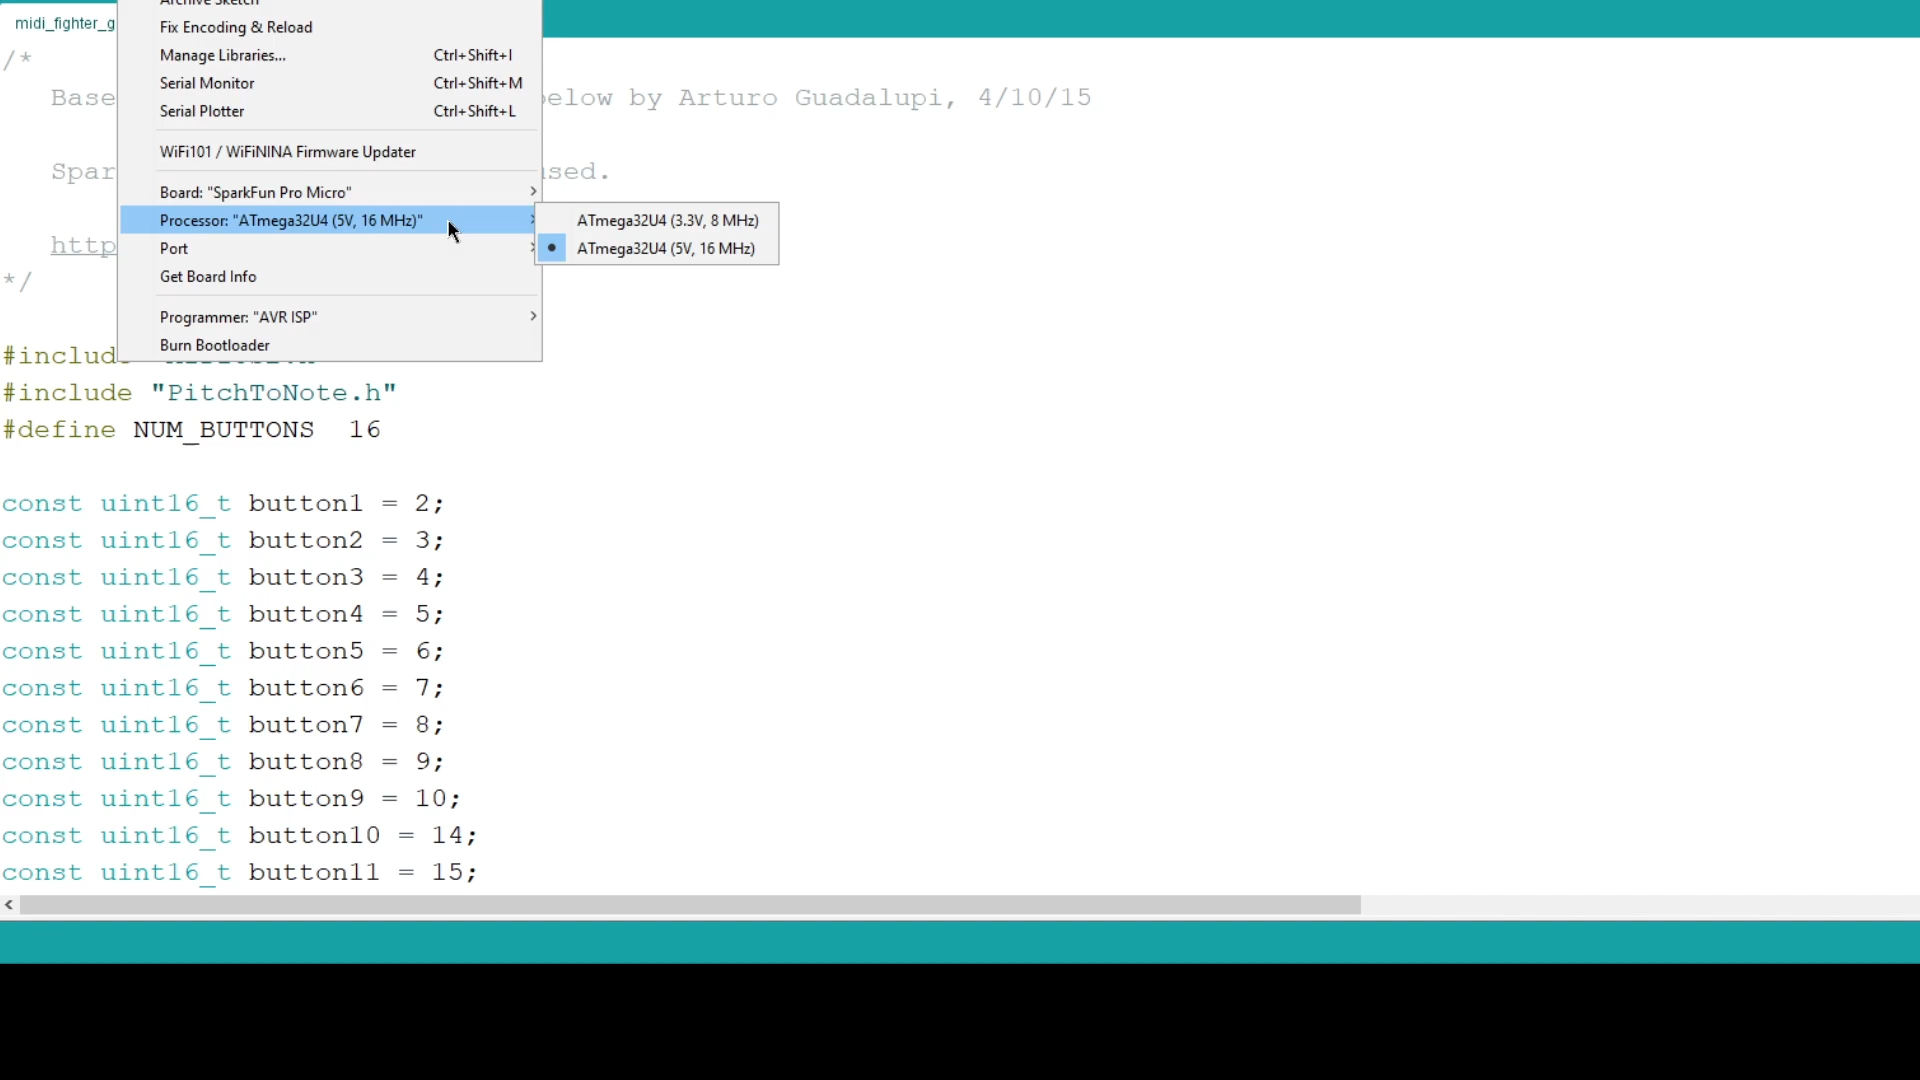 Archive Sketch
midi_fighter_g
Fix Encoding & Reload
Manage Libraries... Ctrl+Shift+I
Serial Monitor Ctrl+Shift+M
Serial Plotter Ctrl+Shift+L
WiFi101 / WiFiNINA Firmware Updater
Board: "SparkFun Pro Micro"
Processor: "ATmega32U4 (5V, 16 MHz)"
Port
Get Board Info
Programmer: "AVR ISP"
Burn Bootloader
ATmega32U4 (3.3V, 8 MHz)
ATmega32U4 (5V, 16 MHz)
/*
Base elow by Arturo Guadalupi, 4/10/15
Spar sed.
http
*/
#include
#include "PitchToNote.h"
#define NUM_BUTTONS 16
const uint16_t button1 = 2;
const uint16_t button2 = 3;
const uint16_t button3 = 4;
const uint16_t button4 = 5;
const uint16_t button5 = 6;
const uint16_t button6 = 7;
const uint16_t button7 = 8;
const uint16_t button8 = 9;
const uint16_t button9 = 10;
const uint16_t button10 = 14;
const uint16_t button11 = 15;